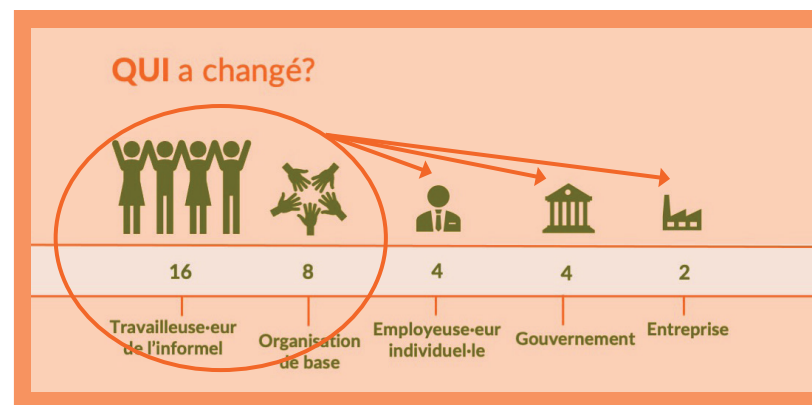 QUI a changé?
16
8
4
4
2
Travailleuse·eur
de l'informel
Organisation
de base
Employeuse·eur
individuel·le
Gouvernement
Entreprise